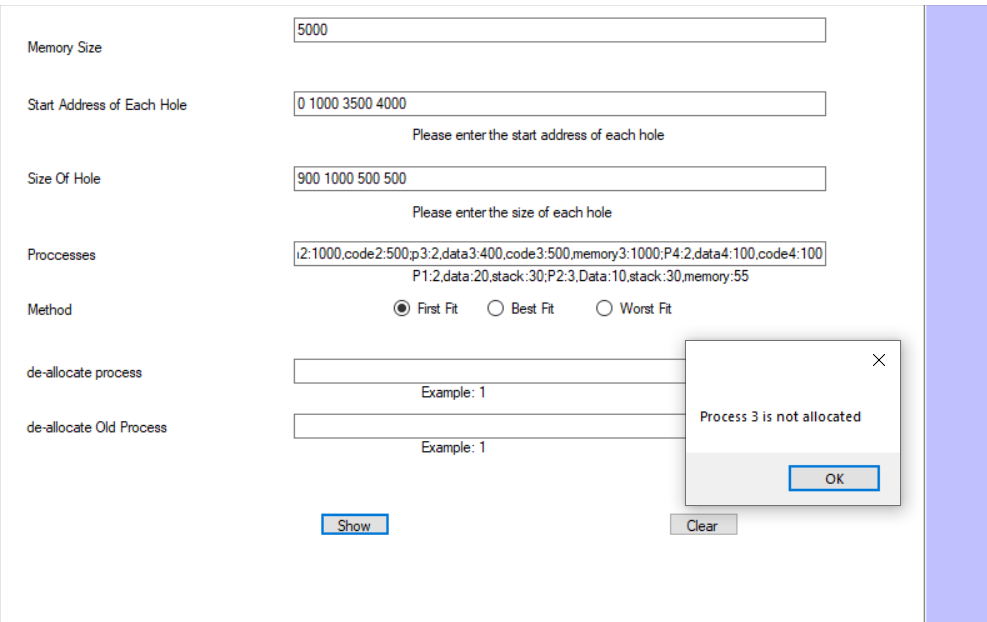 5000
Memory Size
Start Address of Each Hole
0 1000 3500 4000
Please enter the start address of each hole
Size Of Hole
900 1000 500 500
Please enter the size of each hole
Proccesses
2:1000,code2:500;p3:2,data3:400,code3:500,memory3:1000;P4:2,data4:100,code4:100
P1:2,data:20,stack:30;P2:3,Data:10,stack:30,memory:55
Method
First Fit
Best Fit
Worst Fit
de-allocate process
Example: 1
de-allocate Old Process
Example: 1
Process 3 is not allocated
OK
Show
Clear